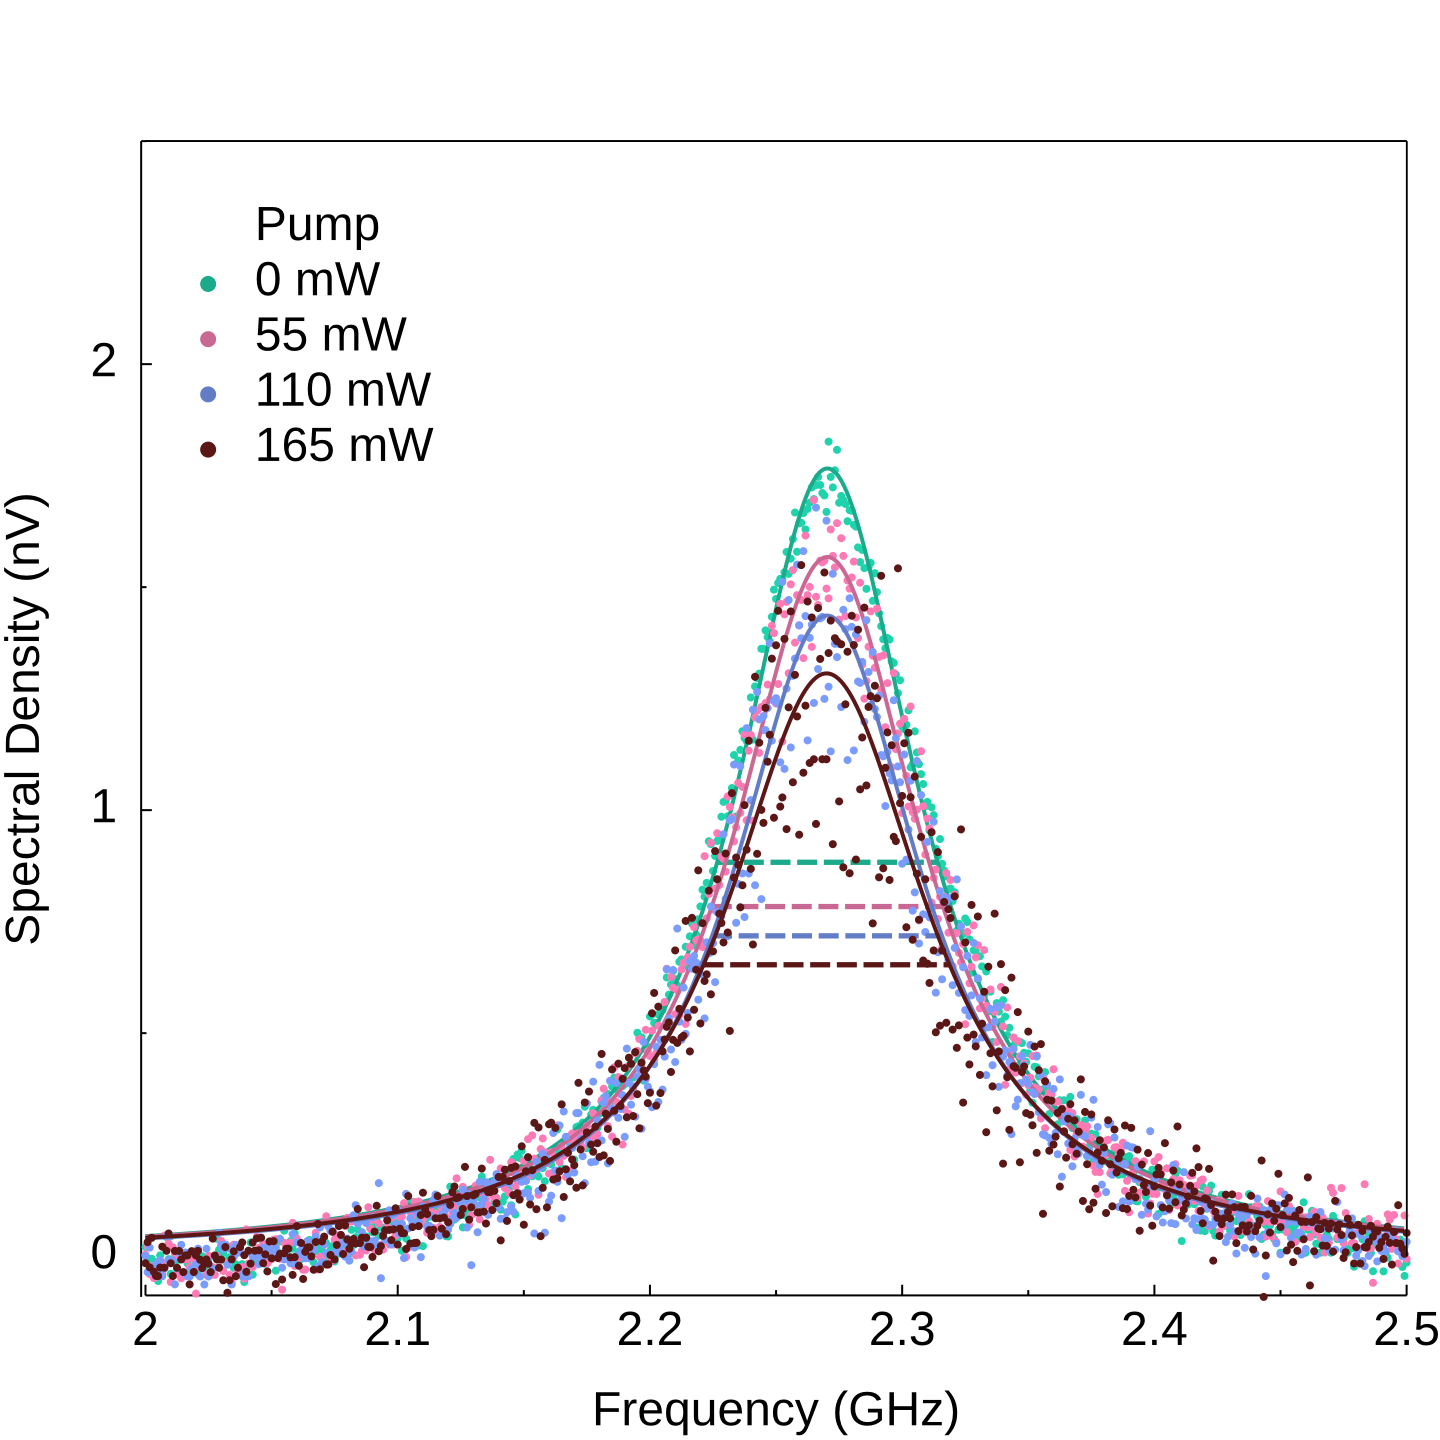 Pump
0 mW
55 mW
110 mW
165 mW
2
1
0
Spectral Density (nV)
2 2.1 2.2 2.3 2.4 2.5
Frequency (GHz)